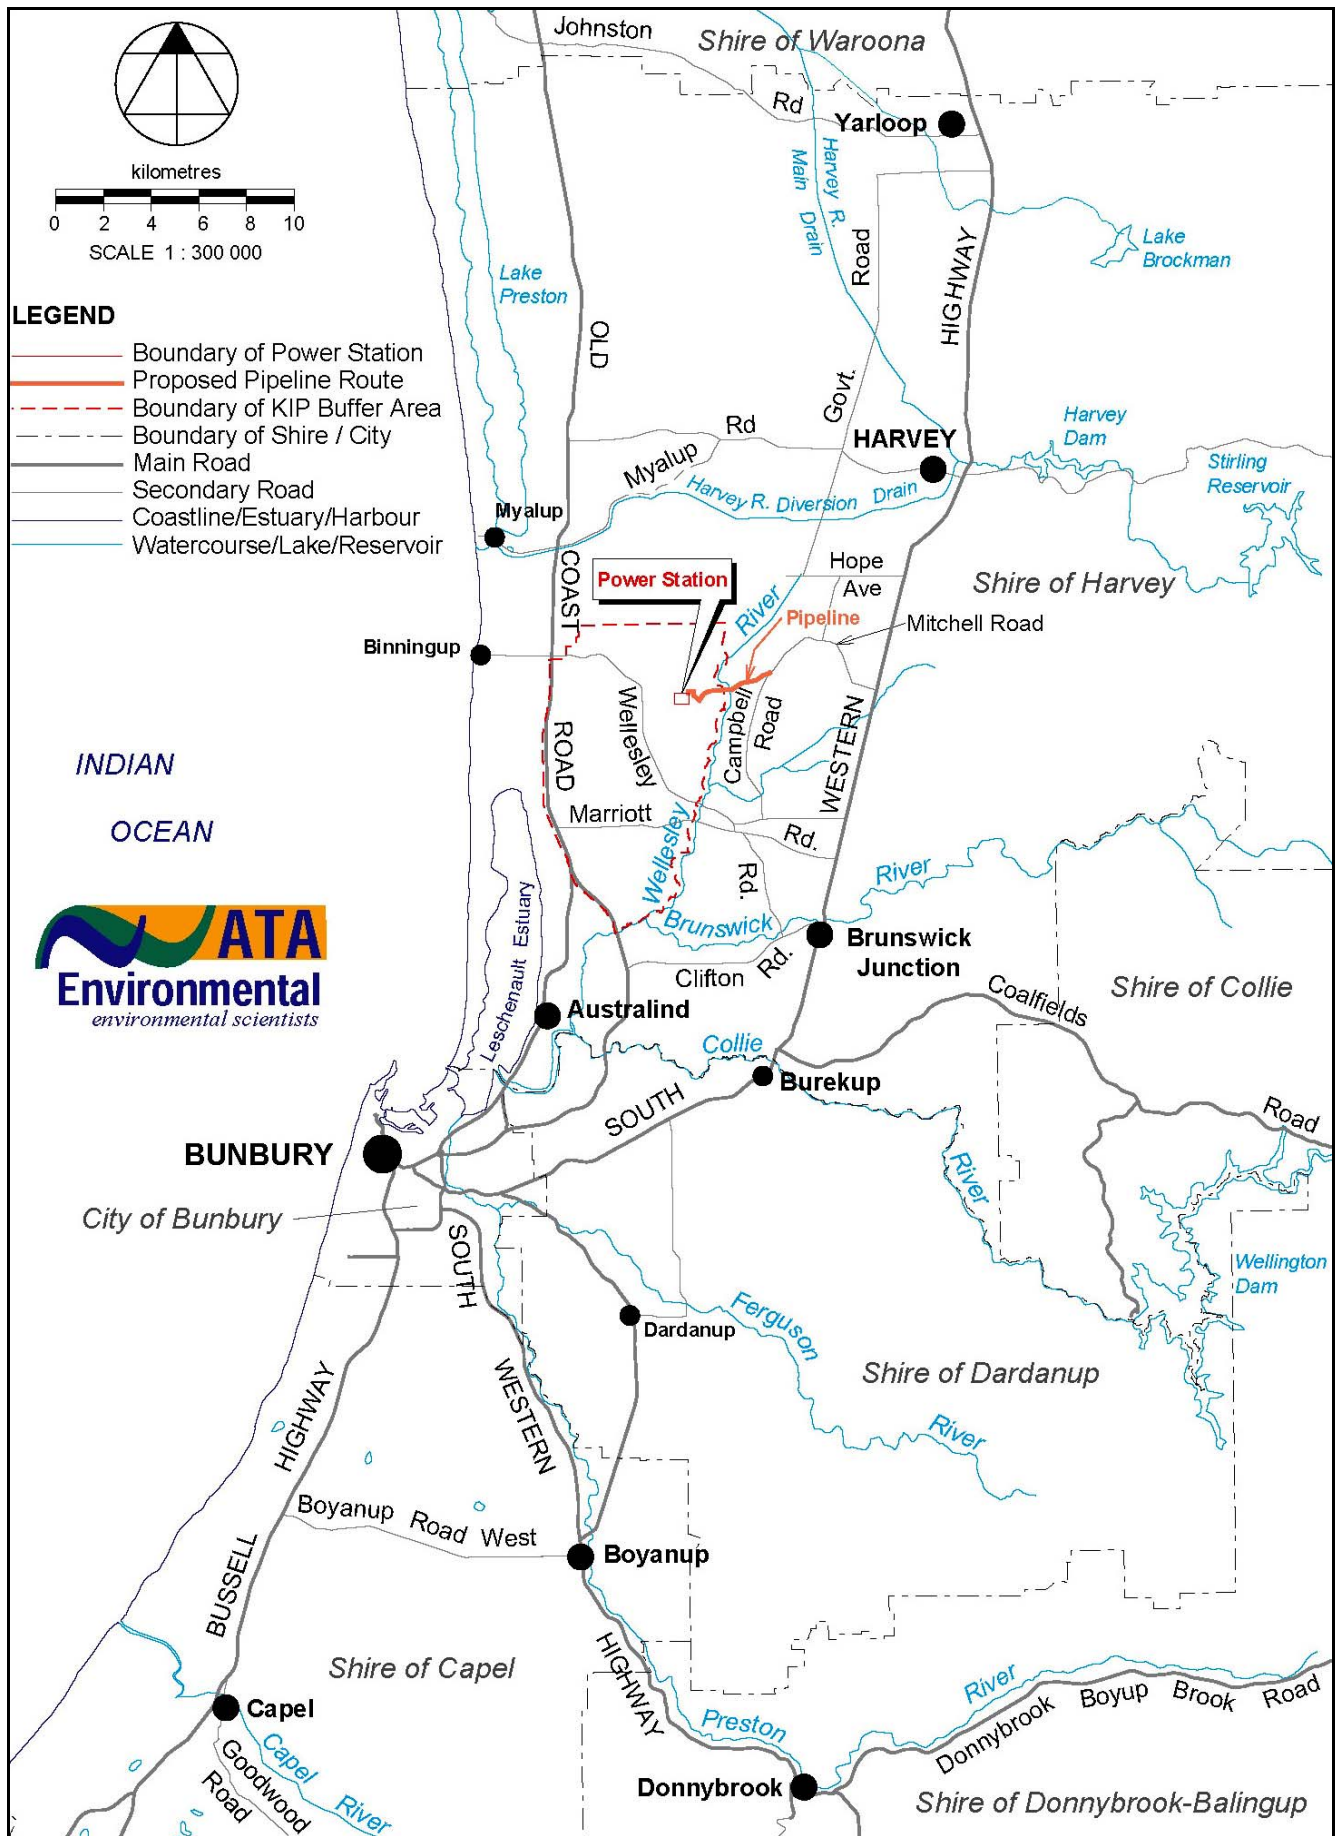 Johnston
Shire of Waroona
Rd
Yarloop
kilometres
0 2 4 6 8 10
SCALE 1 : 300 000
Harvey R.
Main Drain
Road
HIGHWAY
Lake
Brockman
Lake
Preston
LEGEND
Boundary of Power Station
Proposed Pipeline Route
Boundary of KIP Buffer Area
Boundary of Shire / City
Main Road
Secondary Road
Coastline/Estuary/Harbour
Watercourse/Lake/Reservoir
OLD
Govt.
Rd
HARVEY
Harvey
Dam
Myalup
Stirling
Reservoir
Harvey R. Diversion Drain
Myalup
COAST
Power Station
Hope
Ave
Shire of Harvey
River
Pipeline
Mitchell Road
Binningup
Wellesley
Campbell
Road
WESTERN
ROAD
INDIAN
OCEAN
Marriott
Rd.
Wellesley
Rd.
River
Brunswick
Leschenault Estuary
ATA
Environmental
environmental scientists
Brunswick
Junction
Clifton
Rd.
Coalfields
Shire of Collie
Australind
Collie
Burekup
SOUTH
Road
BUNBURY
River
City of Bunbury
SOUTH
Wellington
Dam
Ferguson
Dardanup
Shire of Dardanup
WESTERN
HIGHWAY
River
Boyanup Road West
Boyanup
BUSSELL
HIGHWAY
Shire of Capel
River
Donnybrook Boyup Brook Road
Capel
Preston
Capel
River
Goodwood
Road
Donnybrook
Shire of Donnybrook-Balingup